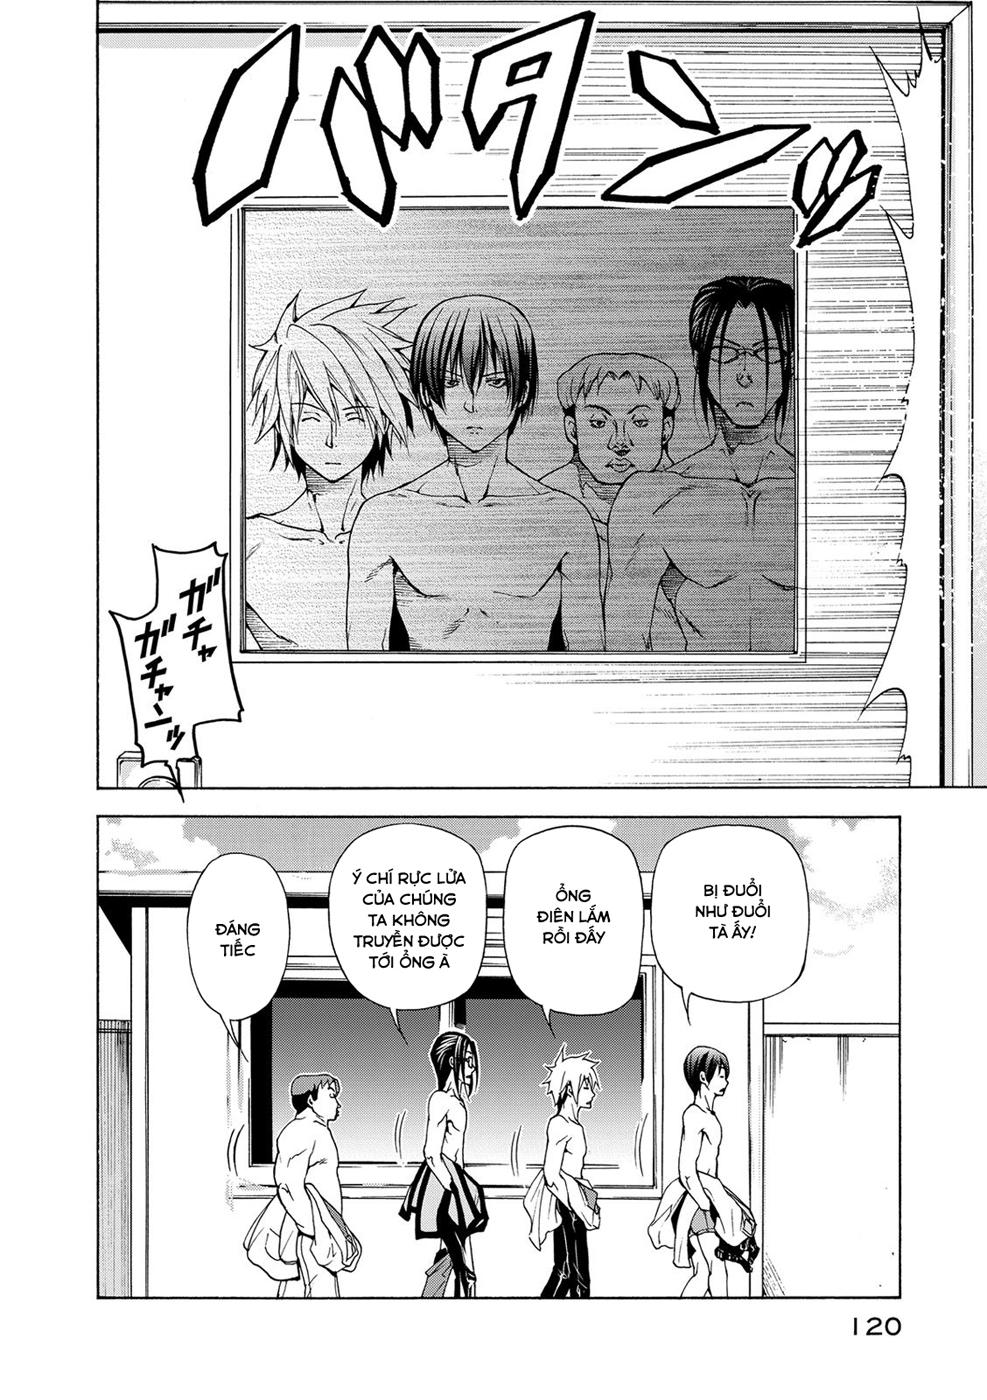 バタンッ
ガチャ
ガチャンッ
BỊ ĐUỔI
NHƯ ĐUỔI
TÀ ẤY!
ỔNG
ĐIÊN LẮM
RỒI ĐẤY
Ý CHÍ RỰC LỬA
CỦA CHÚNG
TA KHÔNG
TRUYỀN ĐƯỢC
TỚI ỔNG À
ĐÁNG
TIẾC
120